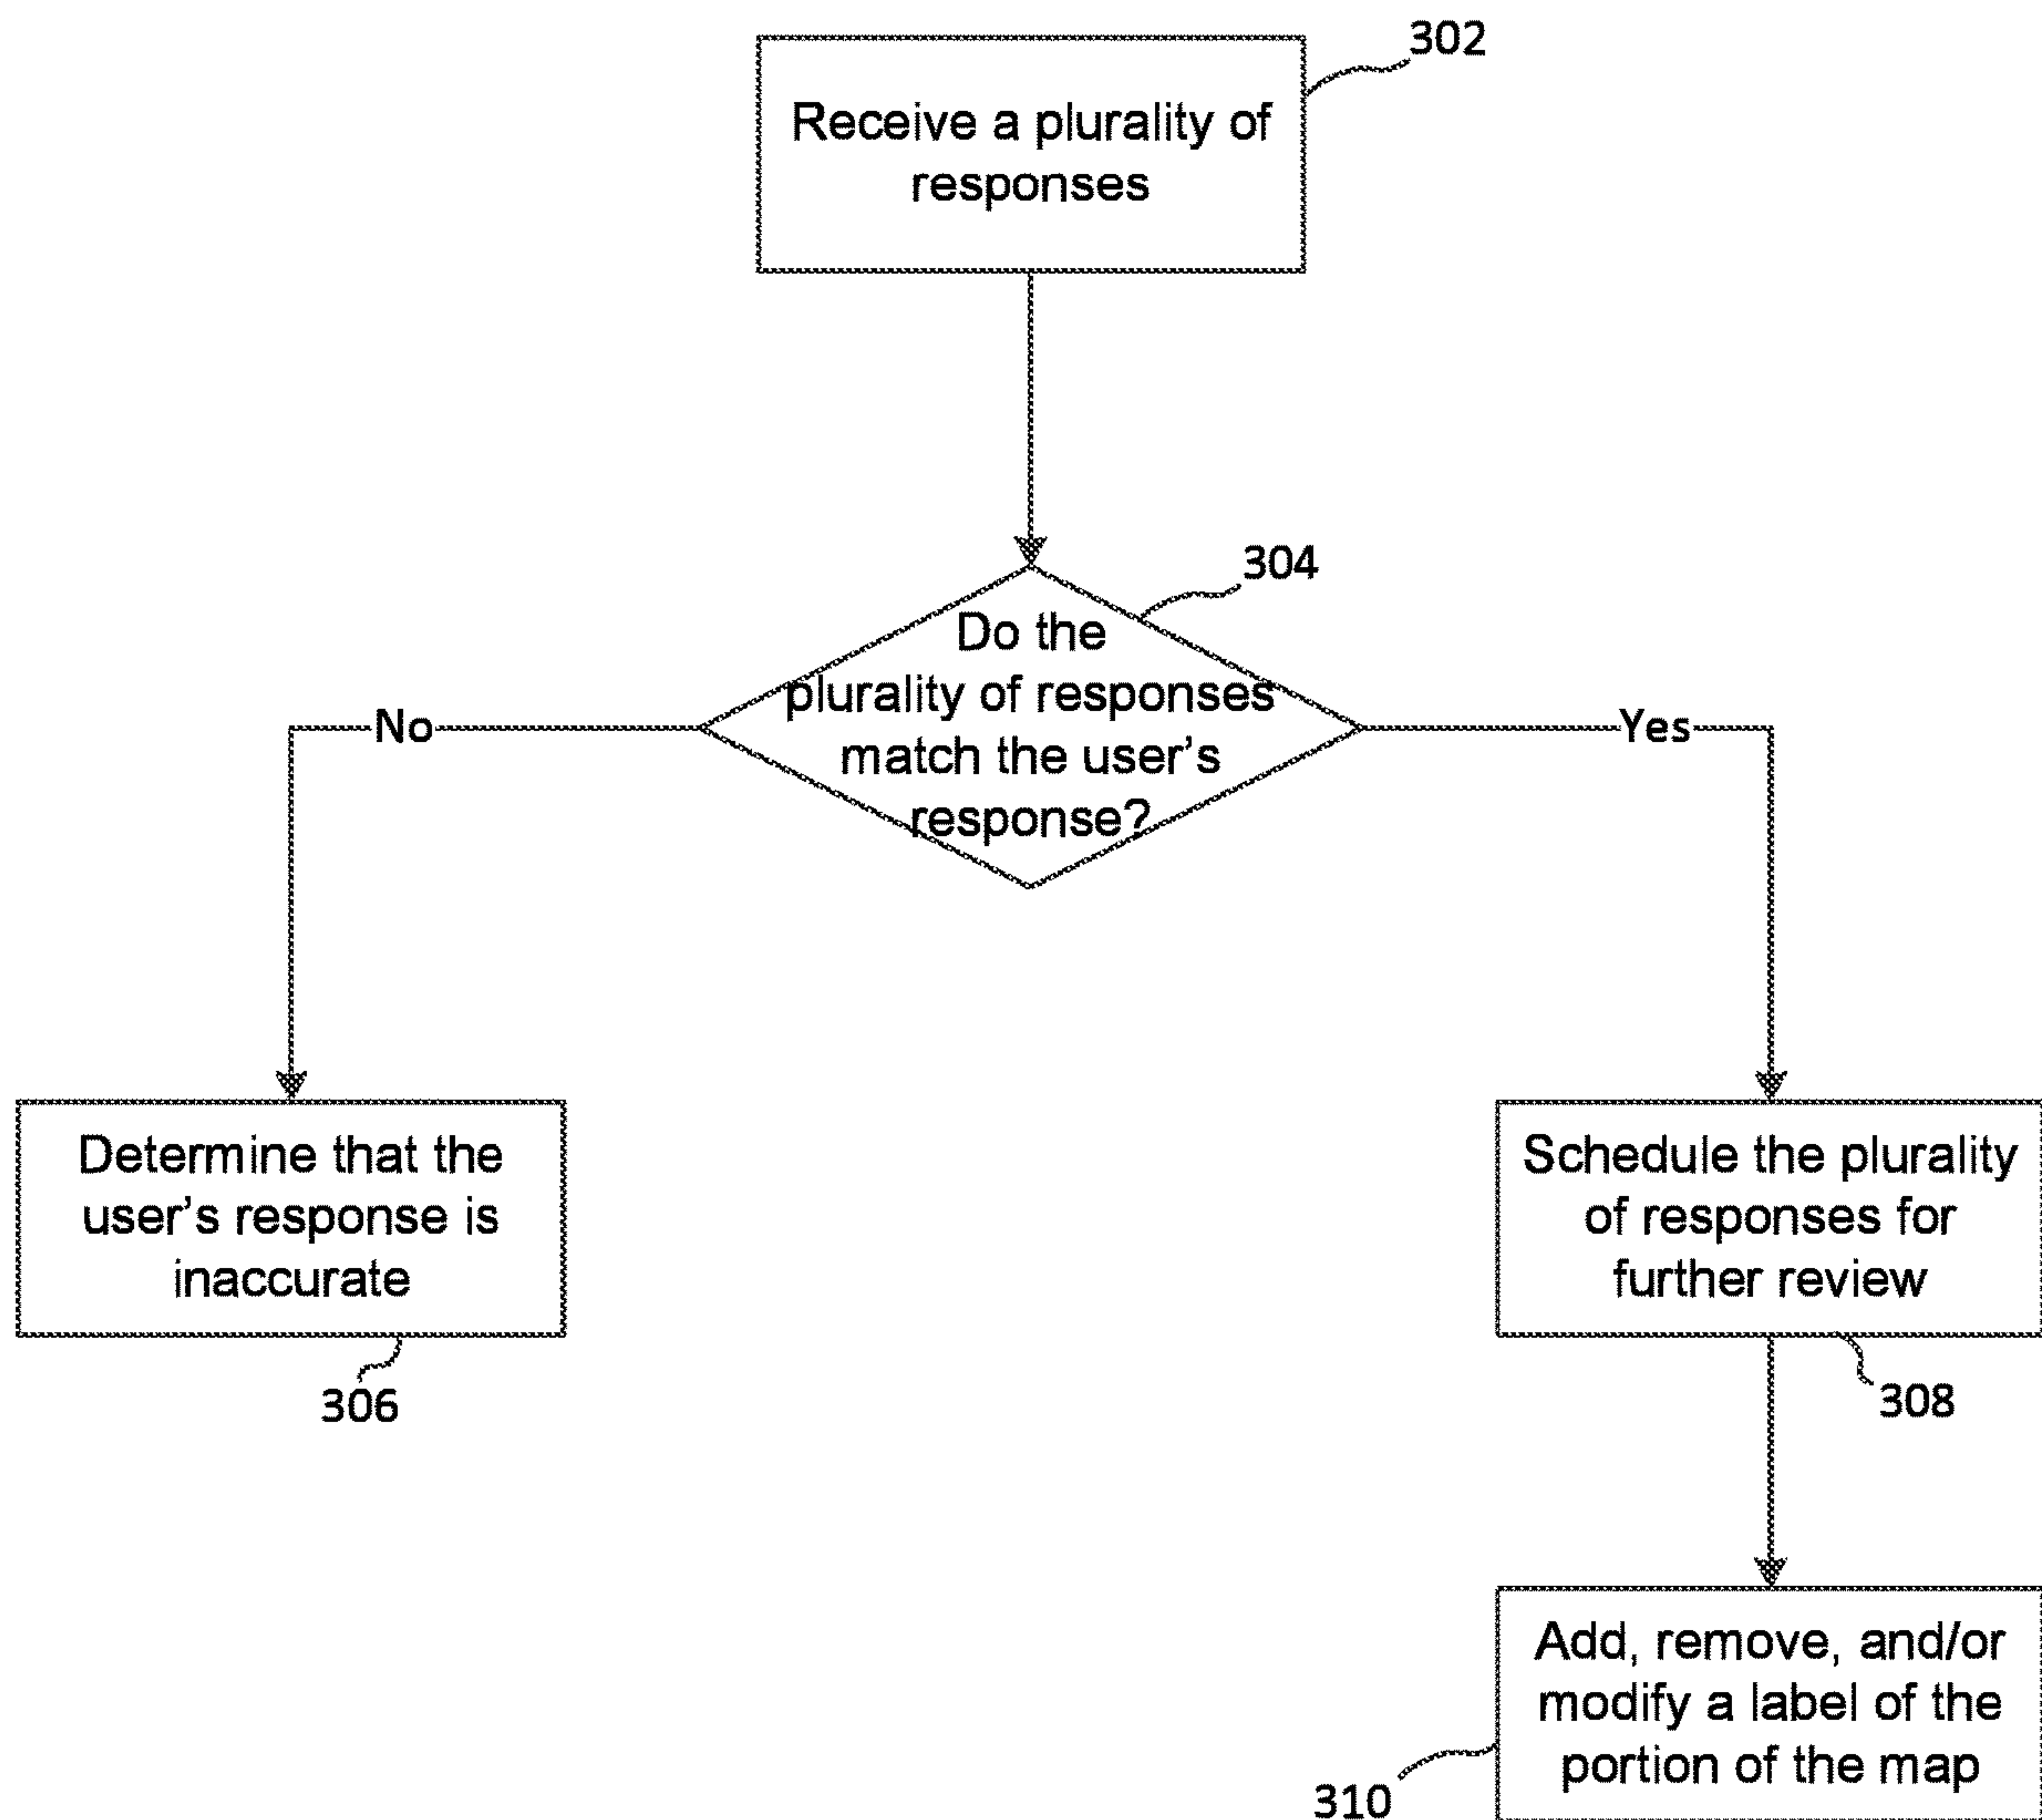 302
Receive a plurality of
responses
304
Do the
plurality of responses
match the user's
response?
No
Yes
Determine that the
user's response is
inaccurate
306
Schedule the plurality
of responses for
further review
308
Add, remove, and/or
modify a label of the
portion of the map
310